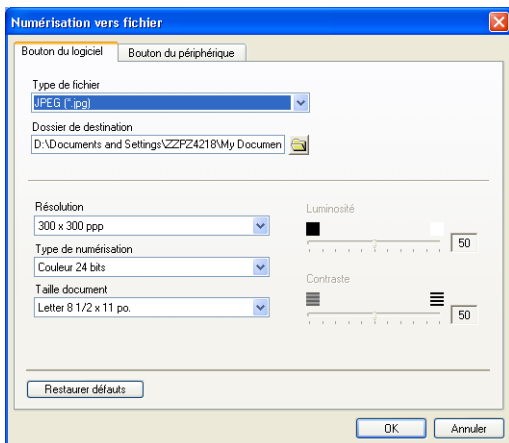 Numérisation vers fichier
Bouton du logiciel
Bouton du périphérique
Type de fichier
JPEG (*.jpg)
Dossier de destination
D:\Documents and Settings\ZZPZ4218\My Documen
Résolution
300 x 300 ppp
Type de numérisation
Couleur 24 bits
Taille document
Letter 8 1/2 x 11 po.
Luminosité
50
Contraste
50
Restaurer défauts
OK
Annuler